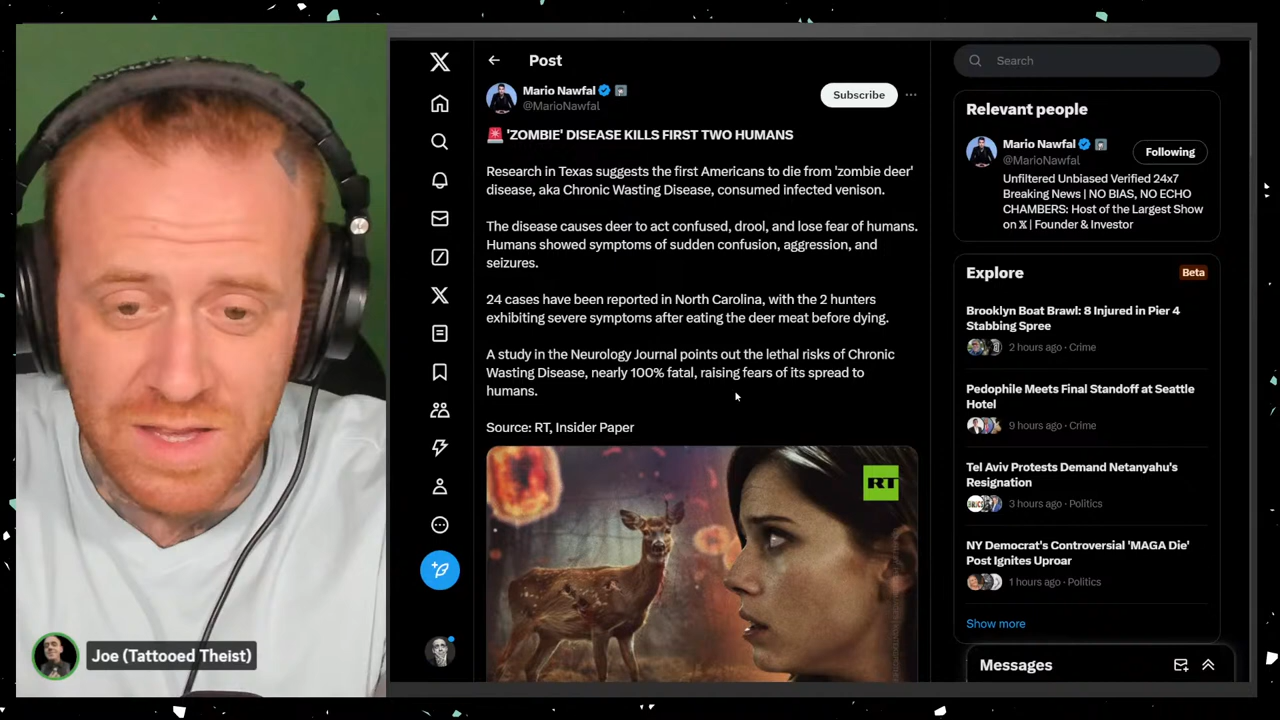 Post
Mario Nawfal
@MarioNawfal
Subscribe
🚨 'ZOMBIE' DISEASE KILLS FIRST TWO HUMANS
Research in Texas suggests the first Americans to die from 'zombie deer'
disease, aka Chronic Wasting Disease, consumed infected venison.
The disease causes deer to act confused, drool, and lose fear of humans.
Humans showed symptoms of sudden confusion, aggression, and
seizures.
24 cases have been reported in North Carolina, with the 2 hunters
exhibiting severe symptoms after eating the deer meat before dying.
A study in the Neurology Journal points out the lethal risks of Chronic
Wasting Disease, nearly 100% fatal, raising fears of its spread to
humans.
Source: RT, Insider Paper
RT
Search
Relevant people
Mario Nawfal
@MarioNawfal
Following
Unfiltered Unbiased Verified 24x7
Breaking News | NO BIAS, NO ECHO
CHAMBERS: Host of the Largest Show
on 𝕏 | Founder & Investor
Explore
Beta
Brooklyn Boat Brawl: 8 Injured in Pier 4
Stabbing Spree
2 hours ago · Crime
Pedophile Meets Final Standoff at Seattle
Hotel
9 hours ago · Crime
Tel Aviv Protests Demand Netanyahu's
Resignation
3 hours ago · Politics
NY Democrat's Controversial 'MAGA De'
Post Ignites Uproar
1 hours ago · Politics
Show more
Messages
Joe (Tattooed Theist)